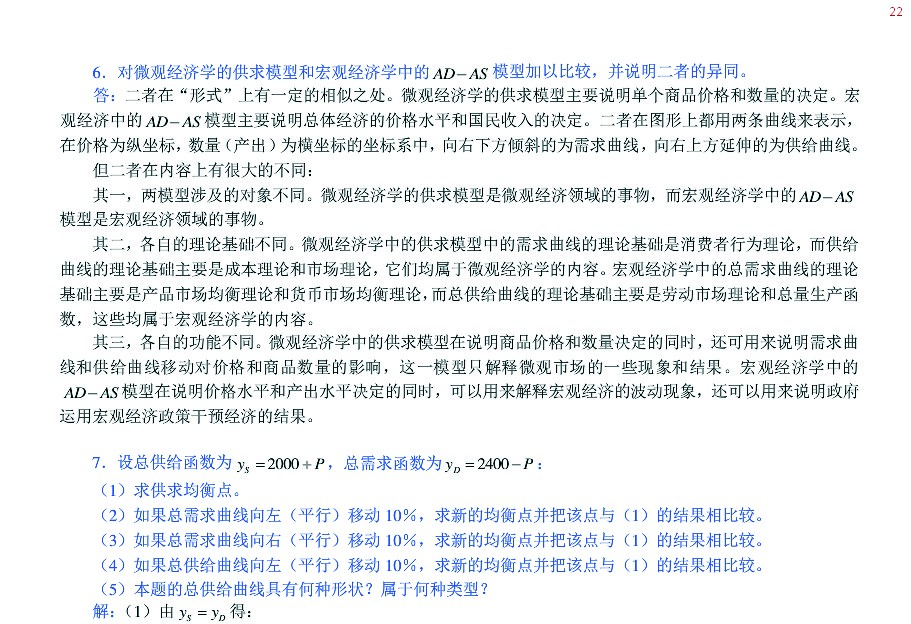 22
6．对微观经济学的供求模型和宏观经济学中的 AD－AS 模型加以比较，并说明二者的异同。
答：二者在“形式”上有一定的相似之处。微观经济学的供求模型主要说明单个商品价格和数量的决定。宏
观经济中的 AD－AS 模型主要说明总体经济的价格水平和国民收入的决定。二者在图形上都用两条曲线来表示，
在价格为纵坐标，数量（产出）为横坐标的坐标系中，向右下方倾斜的为需求曲线，向右上方延伸的为供给曲线。
但二者在内容上有很大的不同：
其一，两模型涉及的对象不同。微观经济学的供求模型是微观经济领域的事物，而宏观经济学中的 AD－AS
模型是宏观经济领域的事物。
其二，各自的理论基础不同。微观经济学中的供求模型中的需求曲线的理论基础是消费者行为理论，而供给
曲线的理论基础主要是成本理论和市场理论，它们均属于微观经济学的内容。宏观经济学中的总需求曲线的理论
基础主要是产品市场均衡理论和货币市场均衡理论，而总供给曲线的理论基础主要是劳动市场理论和总量生产函
数，这些均属于宏观经济学的内容。
其三，各自的功能不同。微观经济学中的供求模型在说明商品价格和数量决定的同时，还可用来说明需求曲
线和供给曲线移动对价格和商品数量的影响，这一模型只解释微观市场的一些现象和结果。宏观经济学中的
AD－AS 模型在说明价格水平和产出水平决定的同时，可以用来解释宏观经济的波动现象，还可以用来说明政府
运用宏观经济政策干预经济的结果。
7．设总供给函数为 y_S =2000+P，总需求函数为 y_D =2400－P：
（1）求供求均衡点。
（2）如果总需求曲线向左（平行）移动 10％，求新的均衡点并把该点与（1）的结果相比较。
（3）如果总需求曲线向右（平行）移动 10％，求新的均衡点并把该点与（1）的结果相比较。
（4）如果总供给曲线向左（平行）移动 10％，求新的均衡点并把该点与（1）的结果相比较。
（5）本题的总供给曲线具有何种形状？属于何种类型？
解：（1）由 y_S = y_D 得：